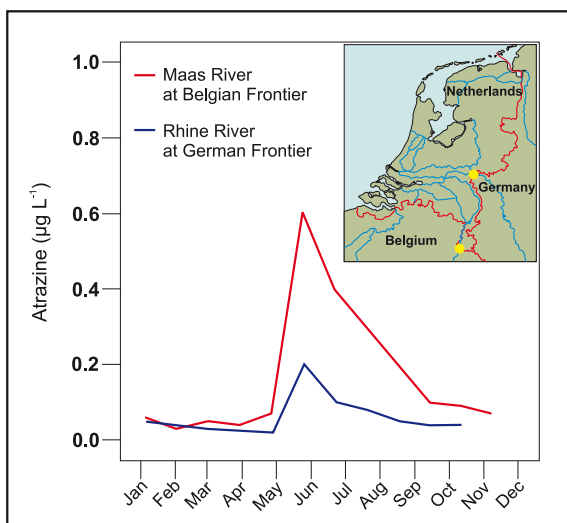 Maas River
at Belgian Frontier
Rhine River
at German Frontier
Netherlands
Germany
Belgium
Atrazine (µg L⁻¹)
1.0
0.8
0.6
0.4
0.2
0.0
Jan Feb Mar Apr May Jun Jul Aug Sep Oct Nov Dec